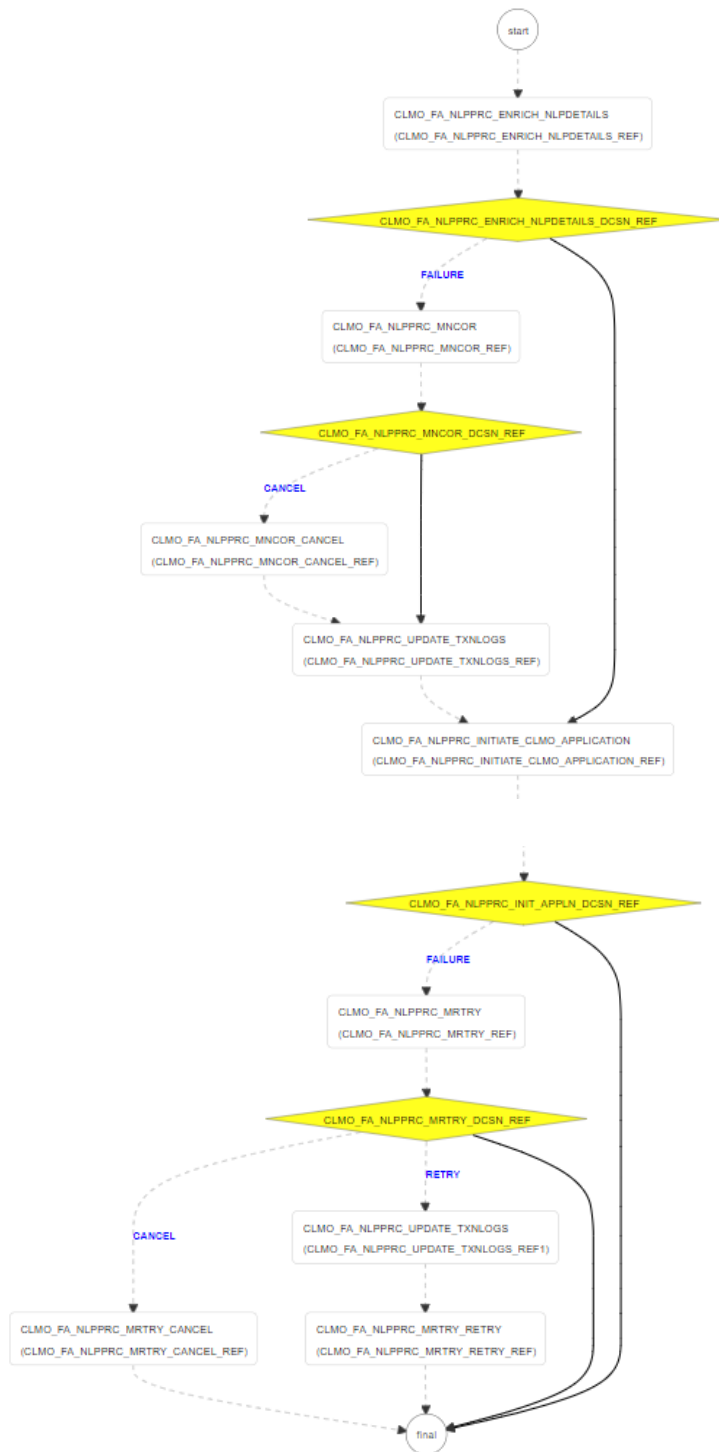 start
CLMO_FA_NLPPRC_ENRICH_NLPDETAILS
(CLMO_FA_NLPPRC_ENRICH_NLPDETAILS_REF)
CLMO_FA_NLPPRC_ENRICH_NLPDETAILS_DCSN_REF
FAILURE
CLMO_FA_NLPPRC_MNCOR
(CLMO_FA_NLPPRC_MNCOR_REF)
CLMO_FA_NLPPRC_MNCOR_DCSN_REF
CANCEL
CLMO_FA_NLPPRC_MNCOR_CANCEL
(CLMO_FA_NLPPRC_MNCOR_CANCEL_REF)
CLMO_FA_NLPPRC_UPDATE_TXNLOGS
(CLMO_FA_NLPPRC_UPDATE_TXNLOGS_REF)
CLMO_FA_NLPPRC_INITIATE_CLMO_APPLICATION
(CLMO_FA_NLPPRC_INITIATE_CLMO_APPLICATION_REF)
CLMO_FA_NLPPRC_INIT_APPLN_DCSN_REF
FAILURE
CLMO_FA_NLPPRC_MRTRY
(CLMO_FA_NLPPRC_MRTRY_REF)
CLMO_FA_NLPPRC_MRTRY_DCSN_REF
RETRY
CLMO_FA_NLPPRC_UPDATE_TXNLOGS
(CLMO_FA_NLPPRC_UPDATE_TXNLOGS_REF1)
CANCEL
CLMO_FA_NLPPRC_MRTRY_CANCEL
(CLMO_FA_NLPPRC_MRTRY_CANCEL_REF)
CLMO_FA_NLPPRC_MRTRY_RETRY
(CLMO_FA_NLPPRC_MRTRY_RETRY_REF)
final